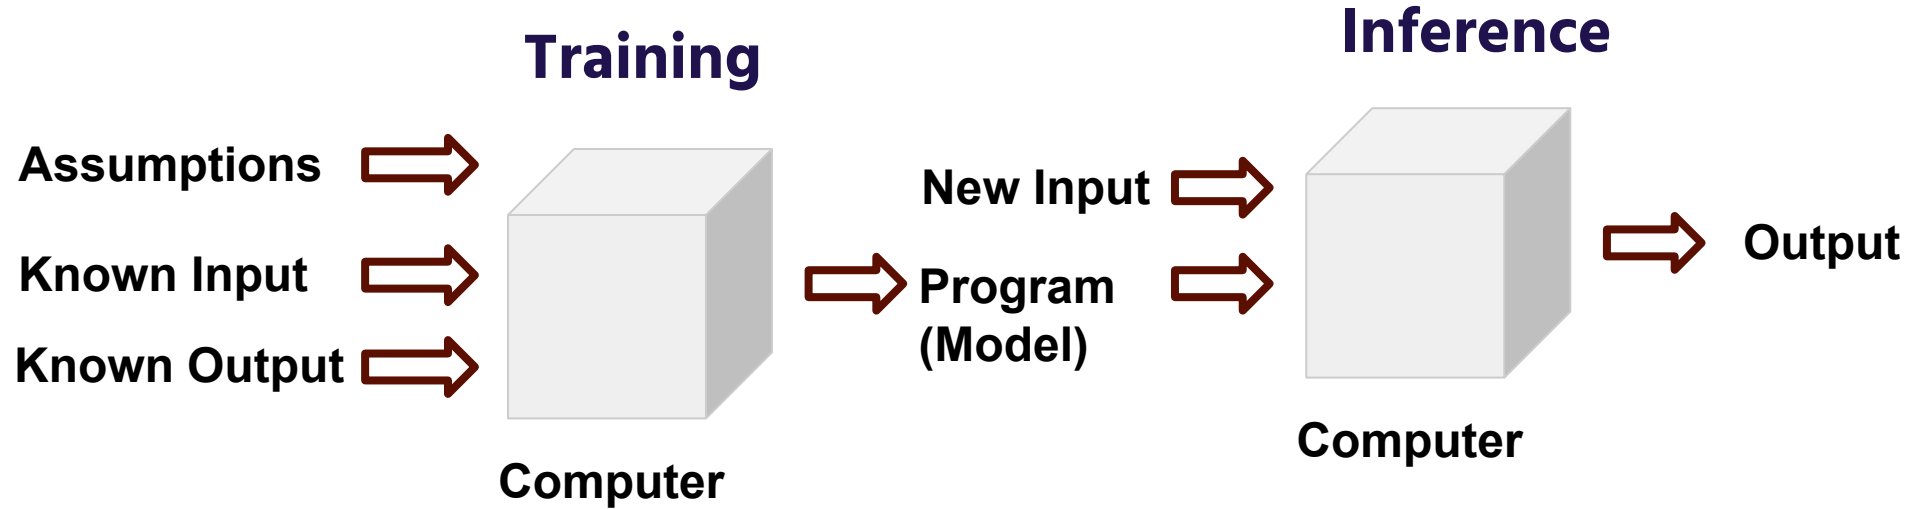 Training
Inference
Assumptions
Known Input
Known Output
Computer
New Input
Program
(Model)
Computer
Output